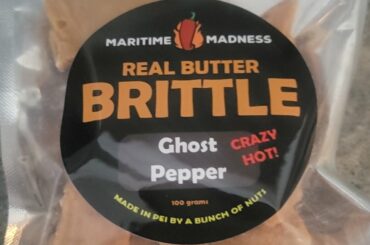 MARITIME MADNESS
REAL BUTTER
BRITTLE
Ghost
Pepper
CRAZY
HOT!
100 grams
MADE IN PEI BY A BUNCH OF NUTS